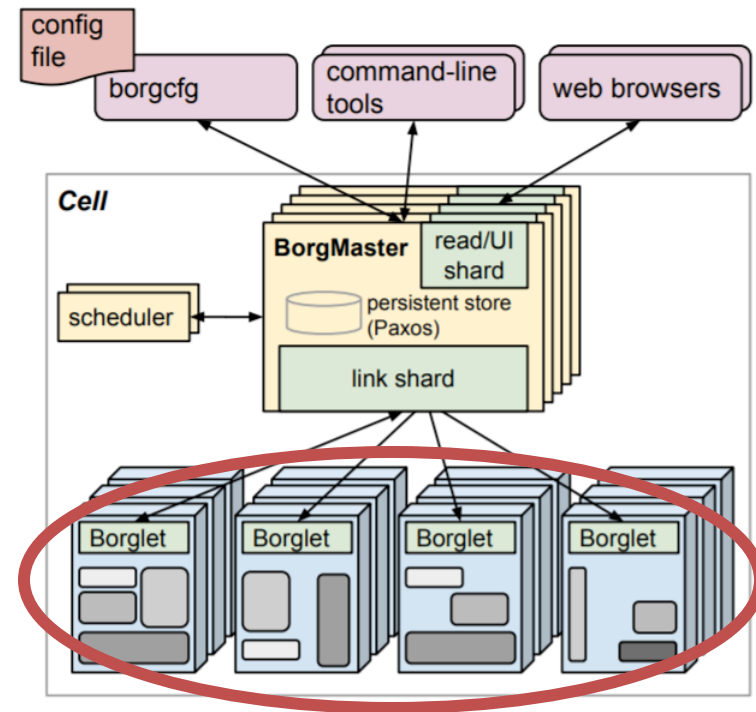 config
file
borgcfg
command-line
tools
web browsers
Cell
BorgMaster
read/UI
shard
scheduler
persistent store
(Paxos)
link shard
Borglet
Borglet
Borglet
Borglet